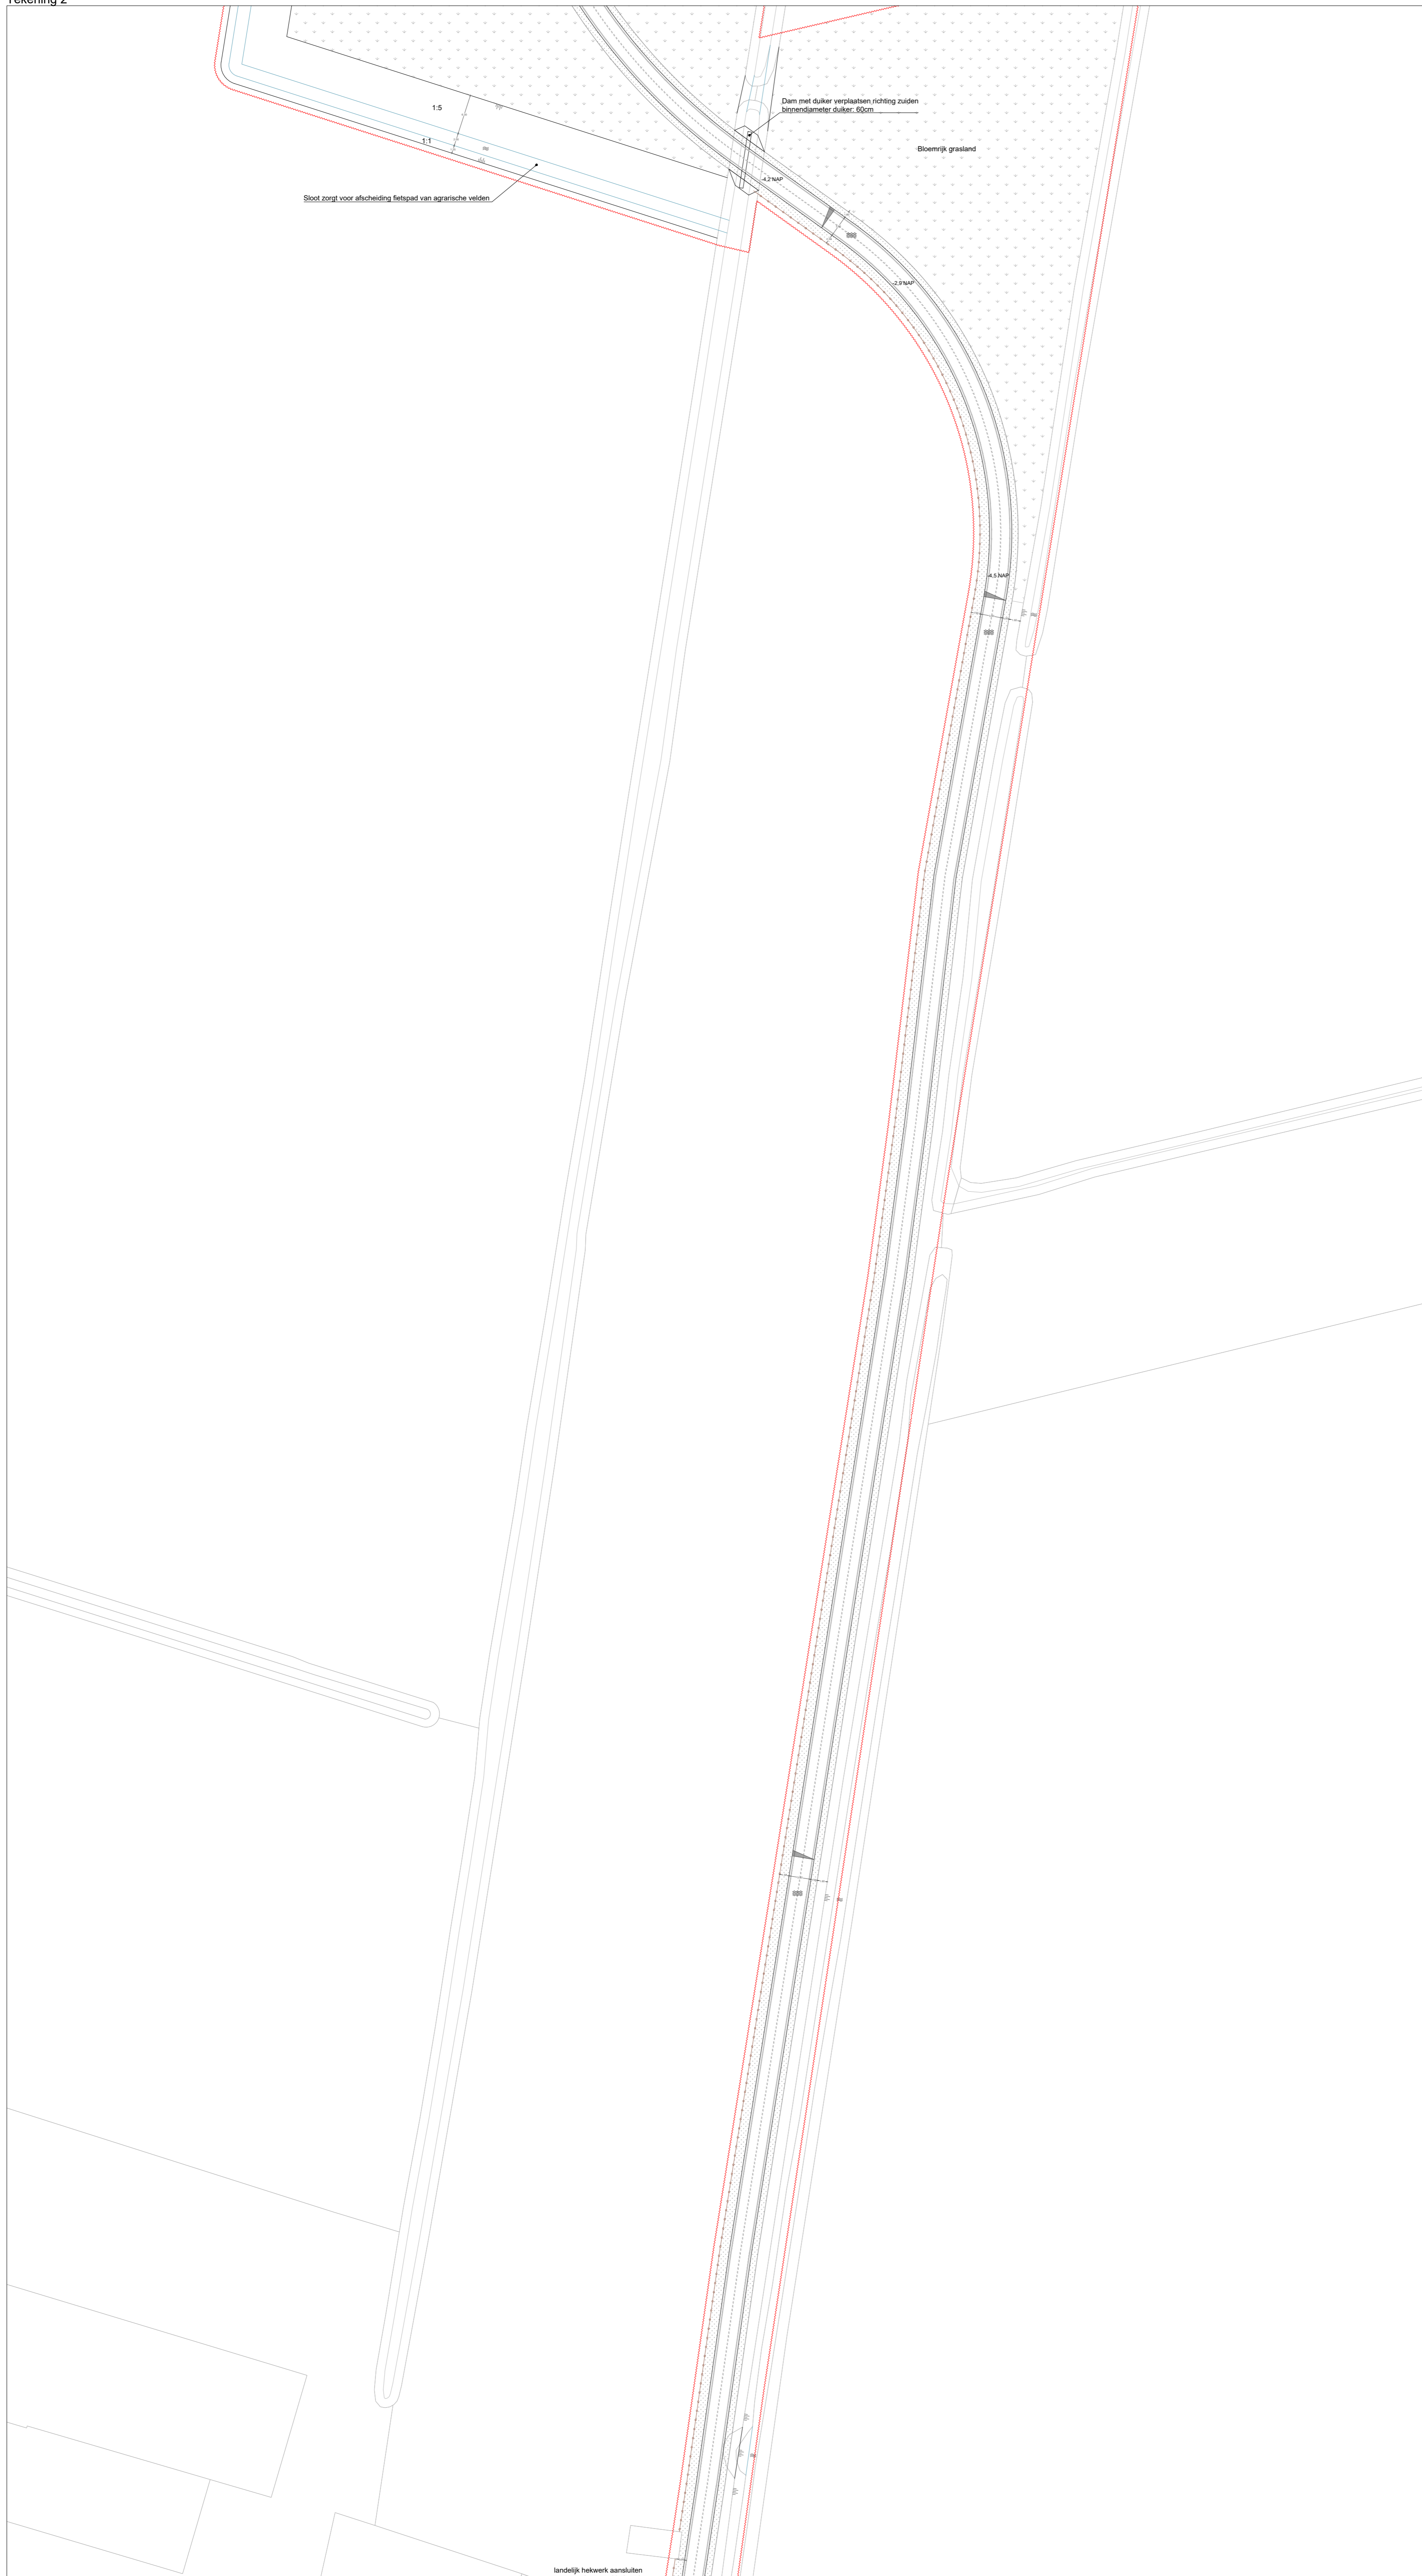 Tekening 2
Dam met duiker verplaatsen richting zuiden
binnendiameter duiker: 60cm
1:5
1:1
Bloemrijk grasland
-4,2 NAP
Sloot zorgt voor afscheiding fietspad van agrarische velden
-2,9 NAP
-4,5 NAP
landelijk hekwerk aansluiten